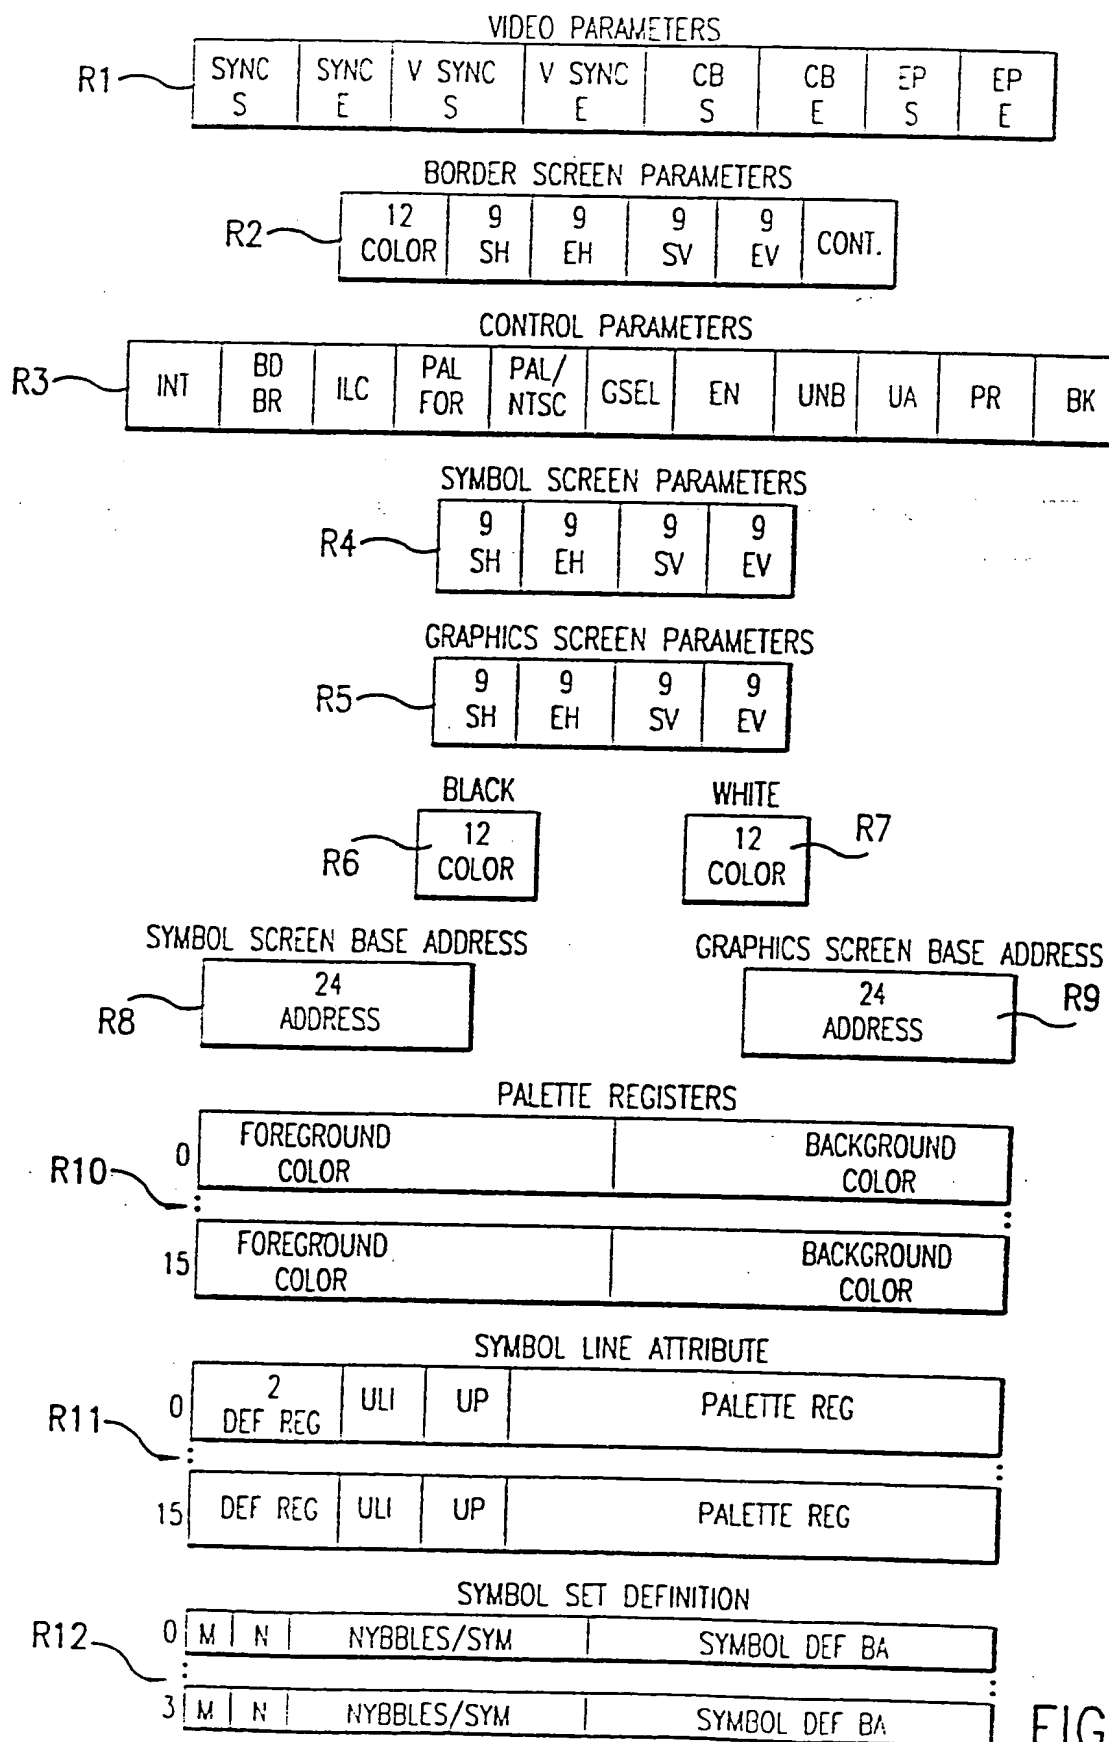 VIDEO PARAMETERS
R1 SYNC S SYNC E V SYNC S V SYNC E CB S CB E EP S EP E
BORDER SCREEN PARAMETERS
R2 12 COLOR 9 SH 9 EH 9 SV 9 EV CONT.
CONTROL PARAMETERS
R3 INT BD BR ILC PAL FOR PAL/ NTSC GSEL EN UNB UA PR BK
SYMBOL SCREEN PARAMETERS
R4 9 SH 9 EH 9 SV 9 EV
GRAPHICS SCREEN PARAMETERS
R5 9 SH 9 EH 9 SV 9 EV
BLACK WHITE
R6 12 COLOR 12 COLOR R7
SYMBOL SCREEN BASE ADDRESS GRAPHICS SCREEN BASE ADDRESS
R8 24 ADDRESS 24 ADDRESS R9
PALETTE REGISTERS
R10 0 FOREGROUND COLOR BACKGROUND COLOR
15 FOREGROUND COLOR BACKGROUND COLOR
SYMBOL LINE ATTRIBUTE
R11 0 2 DEF REG ULI UP PALETTE REG
15 DEF REG ULI UP PALETTE REG
SYMBOL SET DEFINITION
R12 0 M N NYBBLES/SYM SYMBOL DEF BA
3 M N NYBBLES/SYM SYMBOL DEF BA
FIG